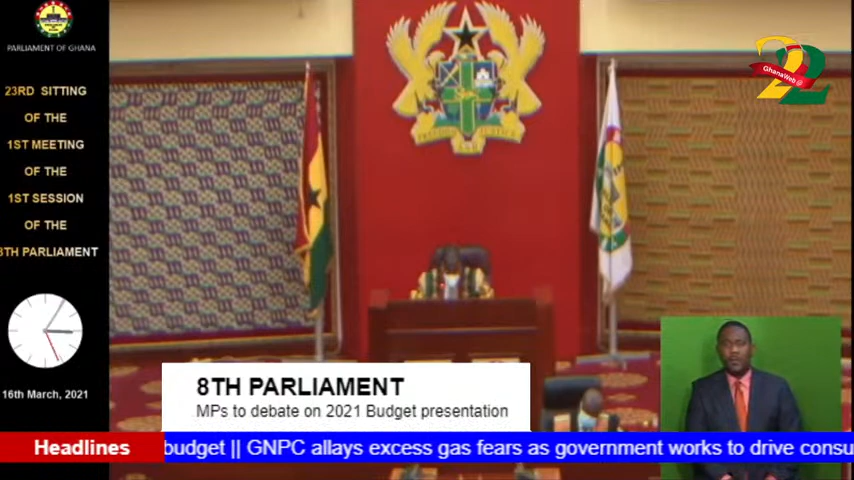 PARLIAMENT OF GHANA
23RD SITTING
OF THE
1ST MEETING
OF THE
1ST SESSION
OF THE
8TH PARLIAMENT
16th March, 2021
GhanaWeb @
22
8TH PARLIAMENT
MPs to debate on 2021 Budget presentation
Headlines
budget || GNPC allays excess gas fears as government works to drive consu